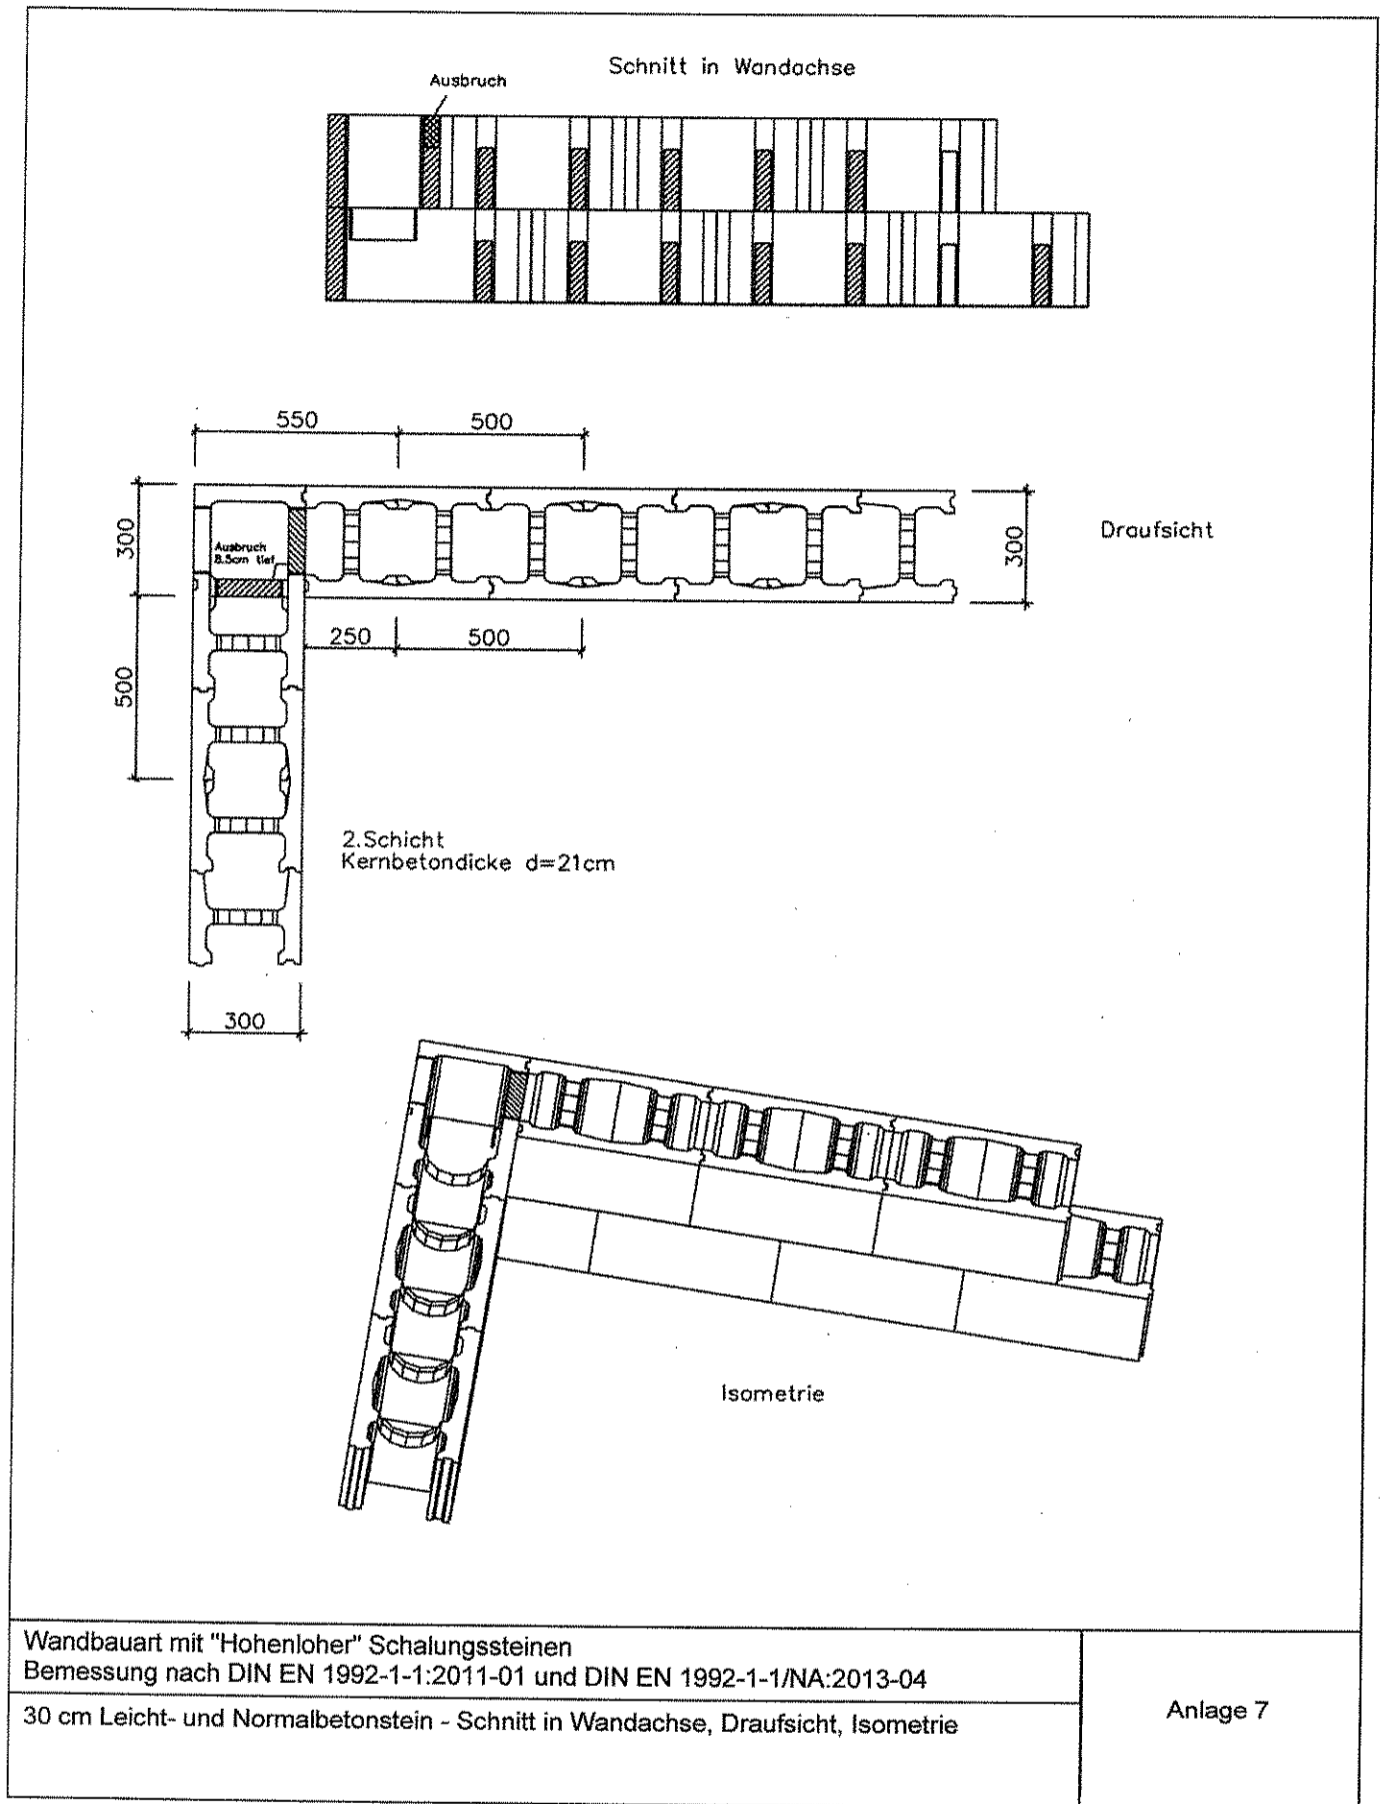 Schnitt in Wandachse
Ausbruch
550
500
300
Ausbruch
8.5cm tief
300
Draufsicht
250
500
500
2.Schicht
Kernbetondicke d=21cm
300
Isometrie
Wandbauart mit "Hohenloher" Schalungssteinen
Bemessung nach DIN EN 1992-1-1:2011-01 und DIN EN 1992-1-1/NA:2013-04
30 cm Leicht- und Normalbetonstein - Schnitt in Wandachse, Draufsicht, Isometrie
Anlage 7